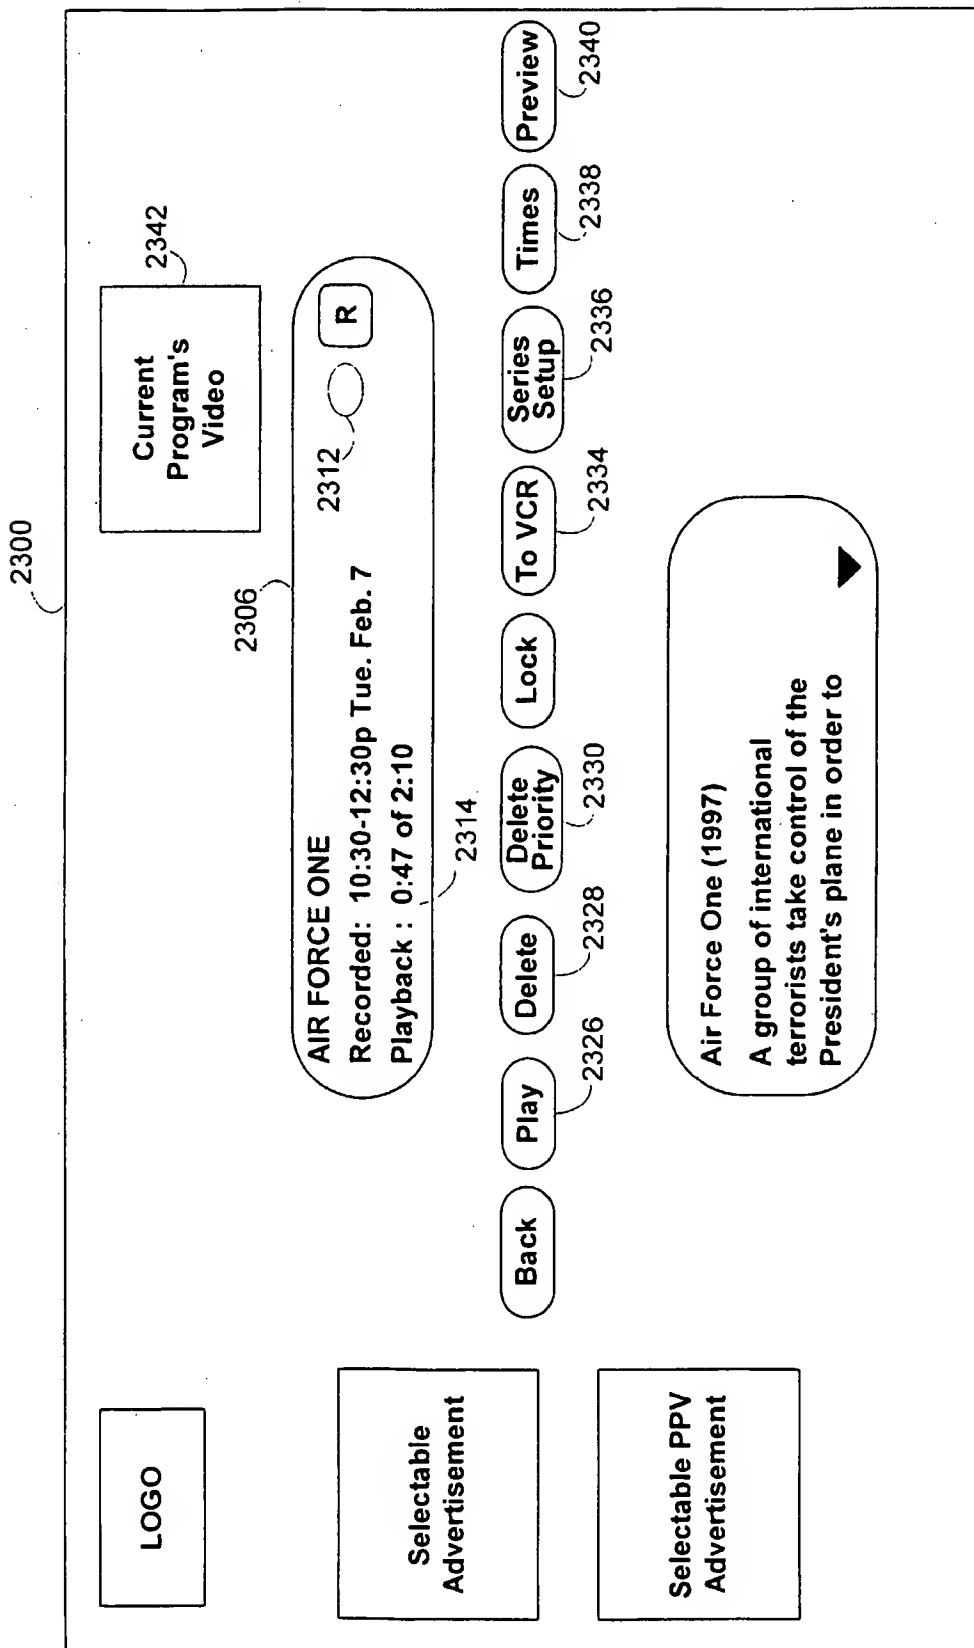 2300
LOGO
Current
Program's
Video
2342
2306
AIR FORCE ONE
Recorded: 10:30-12:30p Tue. Feb. 7
Playback : 0:47 of 2:10
2312
R
2314
Selectable
Advertisement
Back
Play
Delete
Delete
Priority
Lock
To VCR
Series
Setup
Times
Preview
2326
2328
2330
2334
2336
2338
2340
Selectable PPV
Advertisement
Air Force One (1997)
A group of international
terrorists take control of the
President's plane in order to